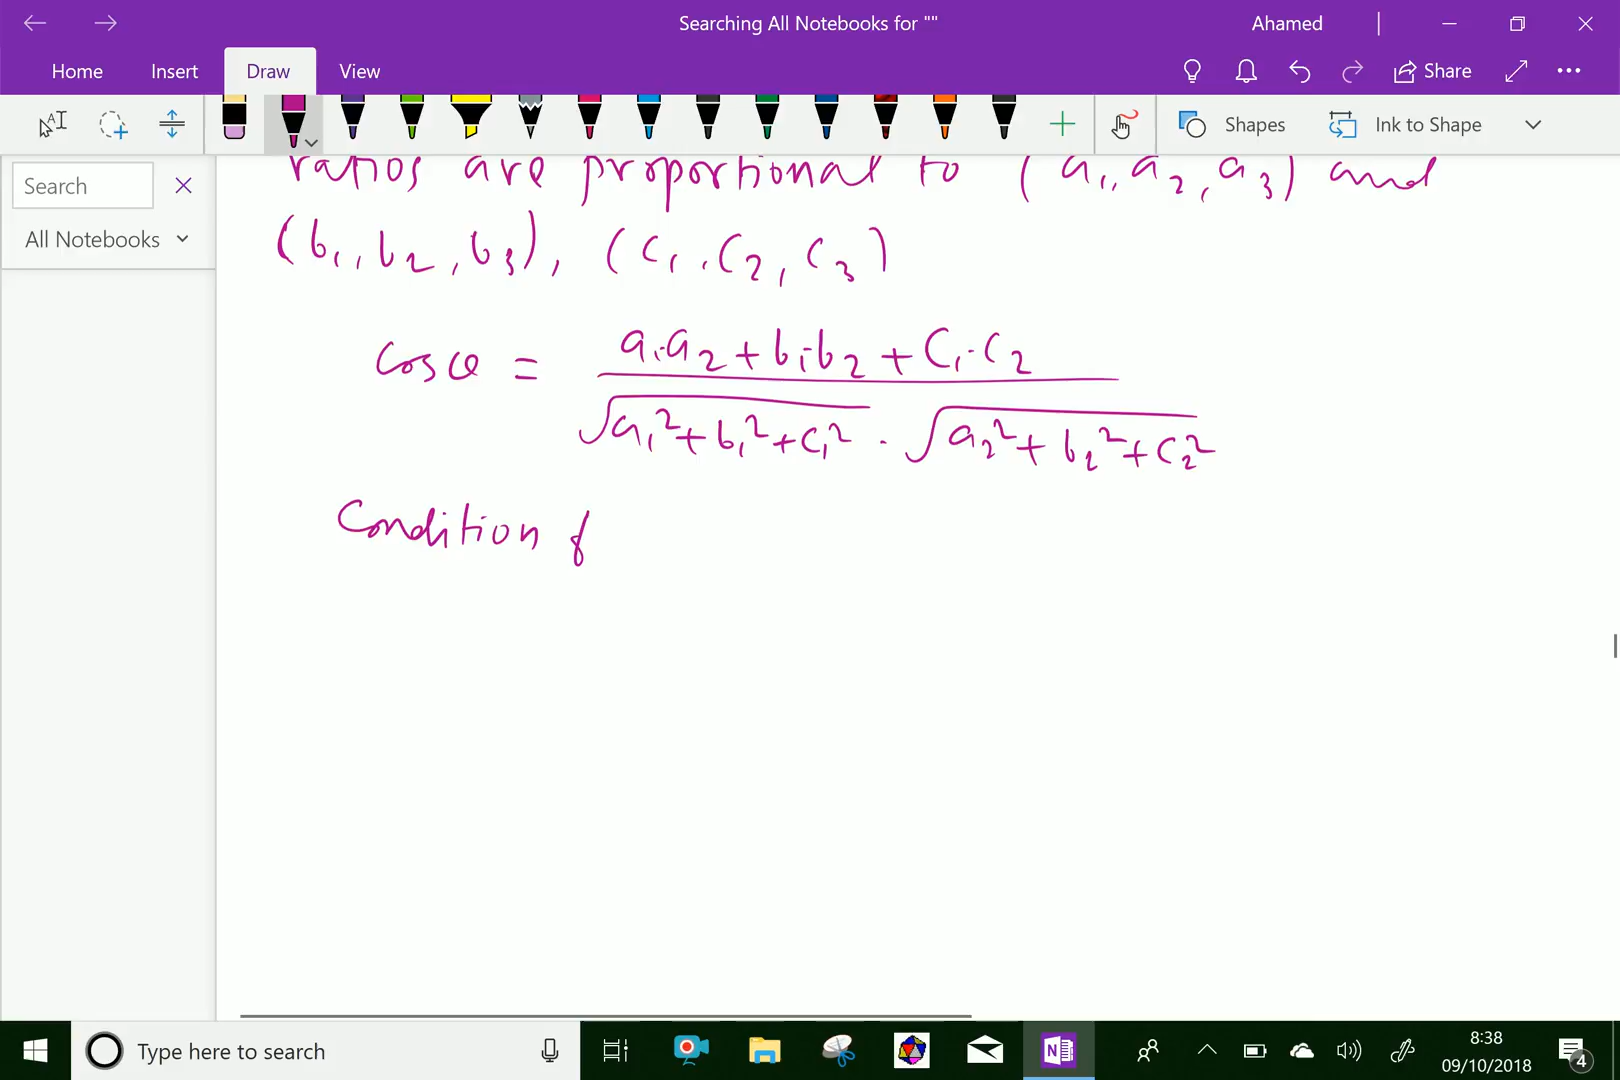 Searching All Notebooks for ""
Ahamed
Home Insert Draw View
Share
Shapes
Ink to Shape
Search
All Notebooks
ratios are proportional to (a₁, a₂, a₃) and
(b₁, b₂, b₃), (c₁, c₂, c₃)
Cosθ = (a₁·a₂ + b₁·b₂ + C₁·C₂) / (√(a₁² + b₁² + c₁²) · √(a₂² + b₂² + c₂²))
Condition f
Type here to search
8:38
09/10/2018
4